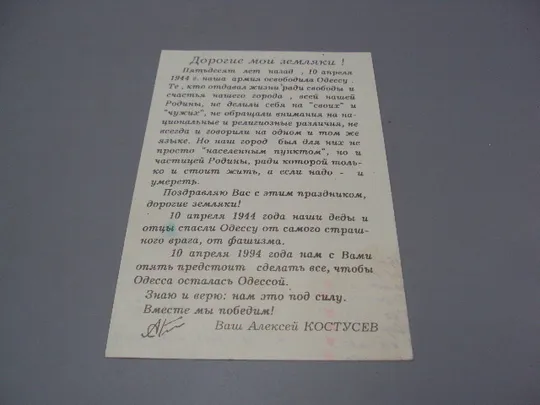 Дорогие мои земляки !
Пятьдесят лет назад , 10 апреля
1944 г. наша армия освободила Одессу .
Те , кто отдавал жизни ради свободы и
счастья нашего города , всей нашей
Родины, не делили себя на "своих" и
"чужих", не обращали внимания на на-
циональные и религиозные различия, не
всегда и говорили на одном и том же
языке. Но наш город был для них не
просто "населенным пунктом", но и
частицей Родины, ради которой толь-
ко и стоит жить, а если надо - и
умереть.
Поздравляю Вас с этим праздником,
дорогие земляки!
10 апреля 1944 года наши деды и
отцы спасли Одессу от самого страш-
ного врага, от фашизма.
10 апреля 1994 года нам с Вами
опять предстоит сделать все, чтобы
Одесса осталась Одессой.
Знаю и верю: нам это под силу.
Вместе мы победим!
Ваш Алексей КОСТУСЕВ